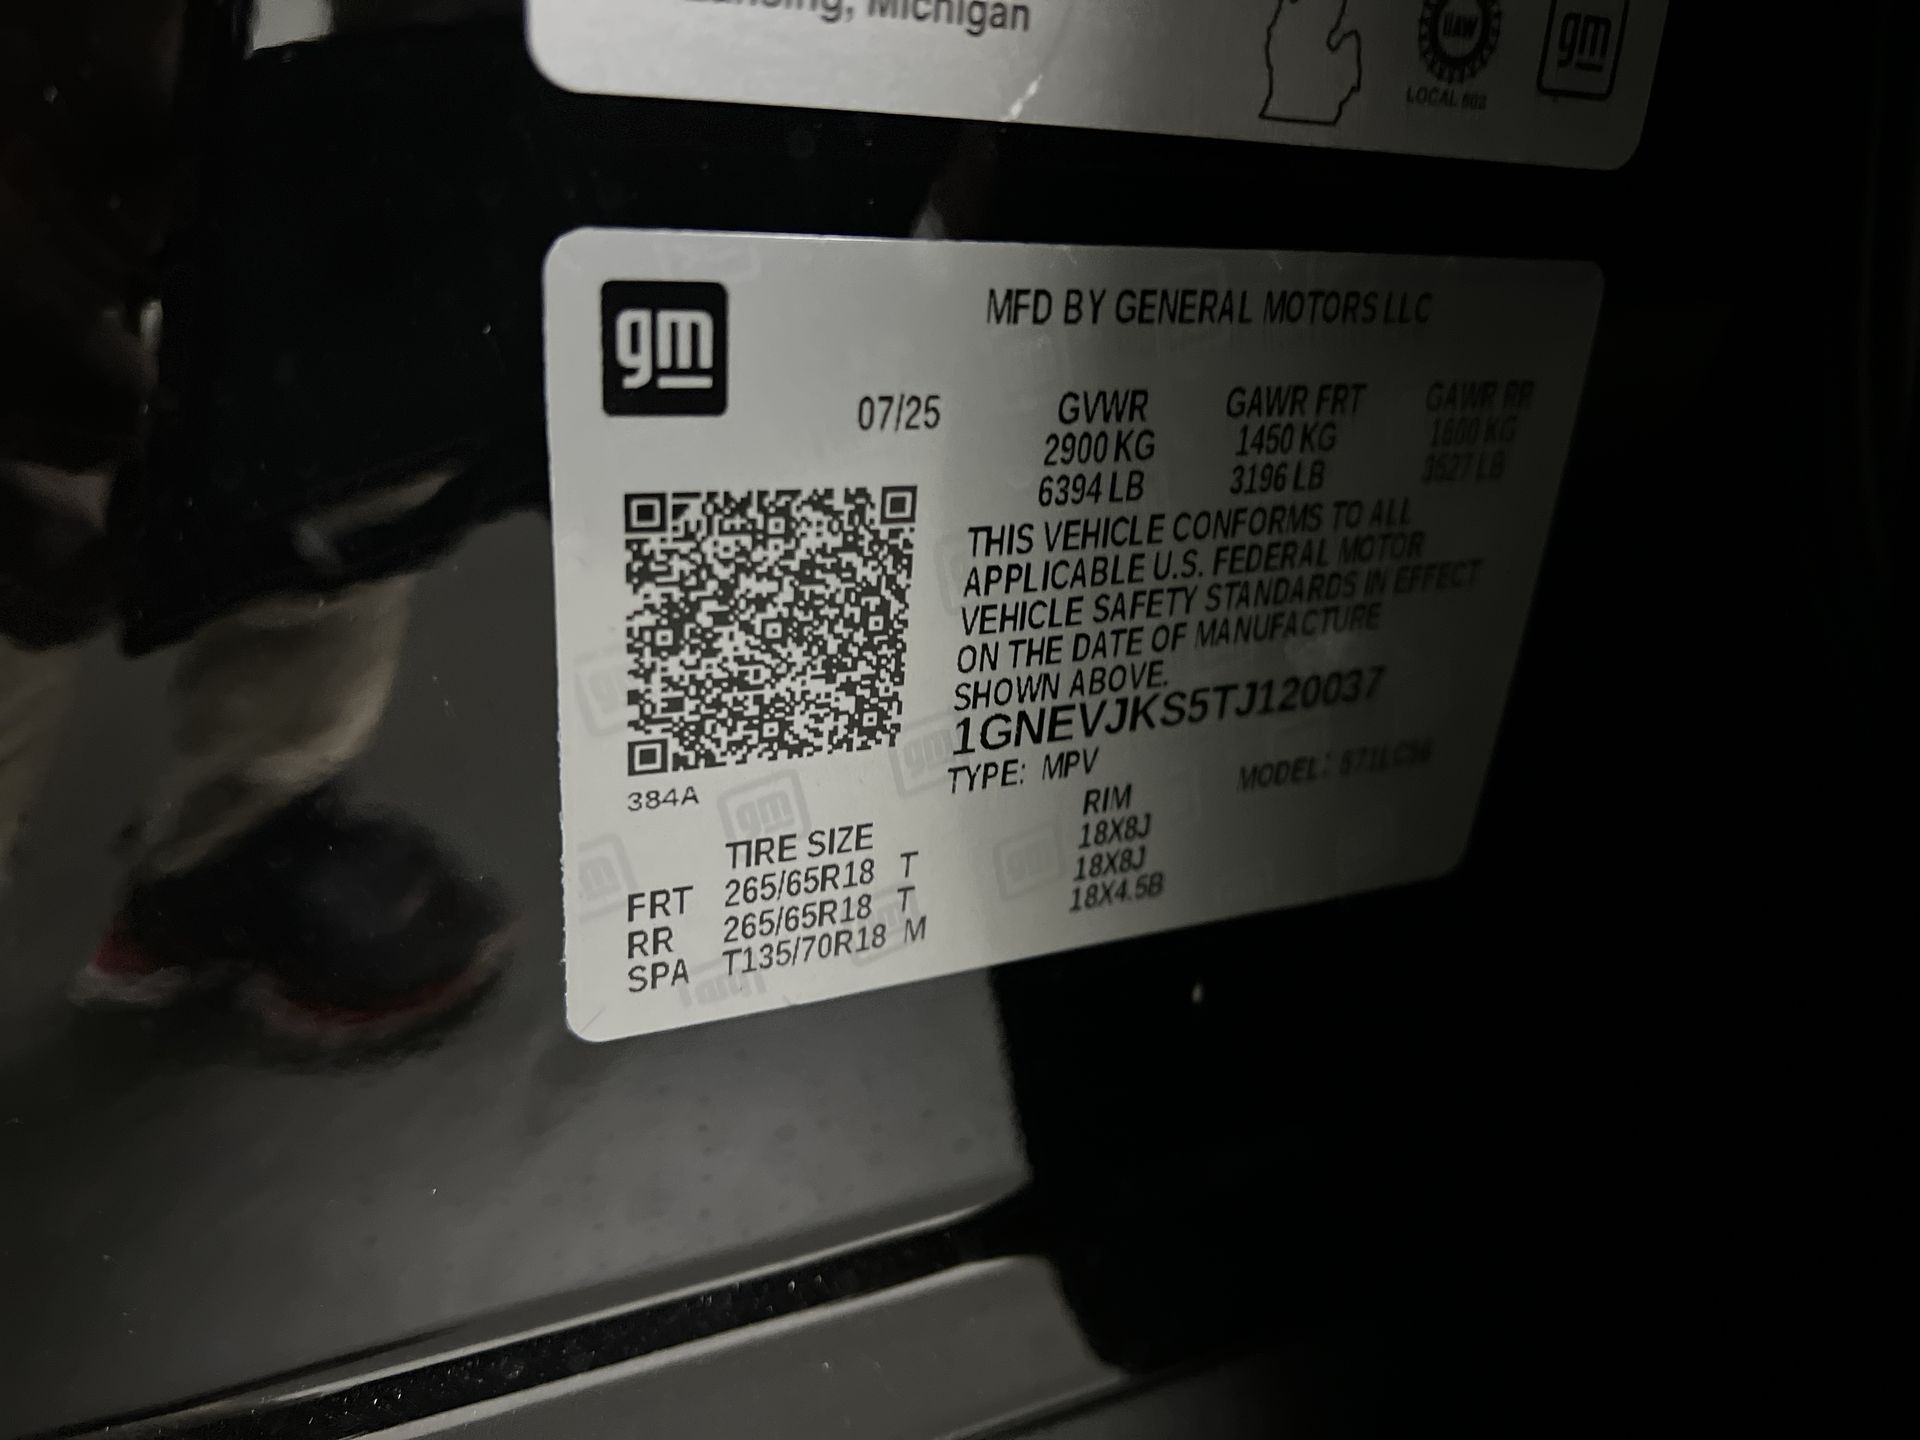 Lansing, Michigan
UAW
LOCAL 602
gm
gm
MFD BY GENERAL MOTORS LLC
07/25
GVWR GAWR FRT GAWR RR
2900 KG 1450 KG 1600 KG
6394 LB 3196 LB 3527 LB
THIS VEHICLE CONFORMS TO ALL
APPLICABLE U.S. FEDERAL MOTOR
VEHICLE SAFETY STANDARDS IN EFFECT
ON THE DATE OF MANUFACTURE
SHOWN ABOVE.
1GNEVJKS5TJ120037
TYPE: MPV MODEL:
384A
TIRE SIZE RIM
FRT 265/65R18 T 18X8J
RR 265/65R18 T 18X8J
SPA T135/70R18 M 18X4.5B